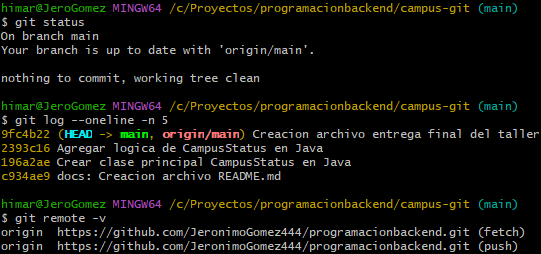 himar@JeroGomez MINGW64 /c/Proyectos/programacionbackend/campus-git (main)
$ git status
On branch main
Your branch is up to date with 'origin/main'.
nothing to commit, working tree clean
himar@JeroGomez MINGW64 /c/Proyectos/programacionbackend/campus-git (main)
$ git log --oneline -n 5
9fc4b22 (HEAD -> main, origin/main) Creacion archivo entrega final del taller
2393c16 Agregar logica de CampusStatus en Java
196a2ae Crear clase principal CampusStatus en Java
c934ae9 docs: Creacion archivo README.md
himar@JeroGomez MINGW64 /c/Proyectos/programacionbackend/campus-git (main)
$ git remote -v
origin  https://github.com/JeronimoGomez444/programacionbackend.git (fetch)
origin  https://github.com/JeronimoGomez444/programacionbackend.git (push)